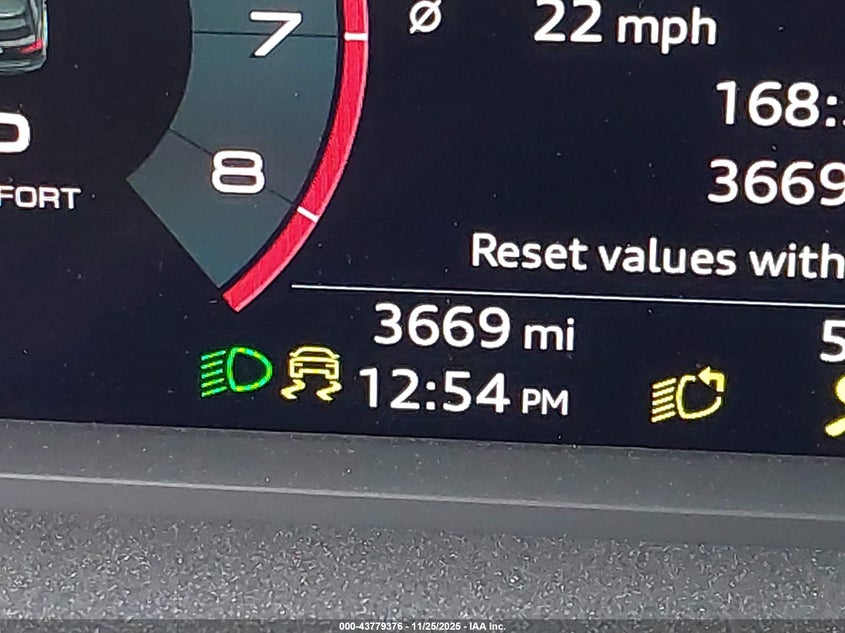 7
Ø 22 mph
168:
8
3669
FORT
Reset values with
3669 mi
12:54 PM
000-43779376 - 11/25/2025 - IAA Inc.